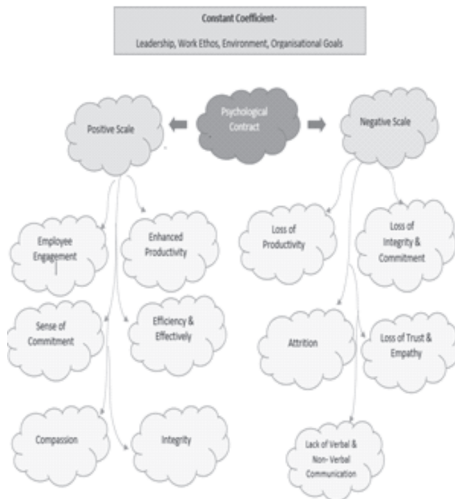 Constant Coefficient-
Leadership, Work Ethos, Environment, Organisational Goals
Psychological
Contract
Positive Scale
Negative Scale
Employee
Engagement
Enhanced
Productivity
Loss of
Productivity
Loss of
Integrity &
Commitment
Sense of
Commitment
Efficiency &
Effectively
Attrition
Loss of Trust &
Empathy
Compassion
Integrity
Lack of Verbal &
Non- Verbal
Communication